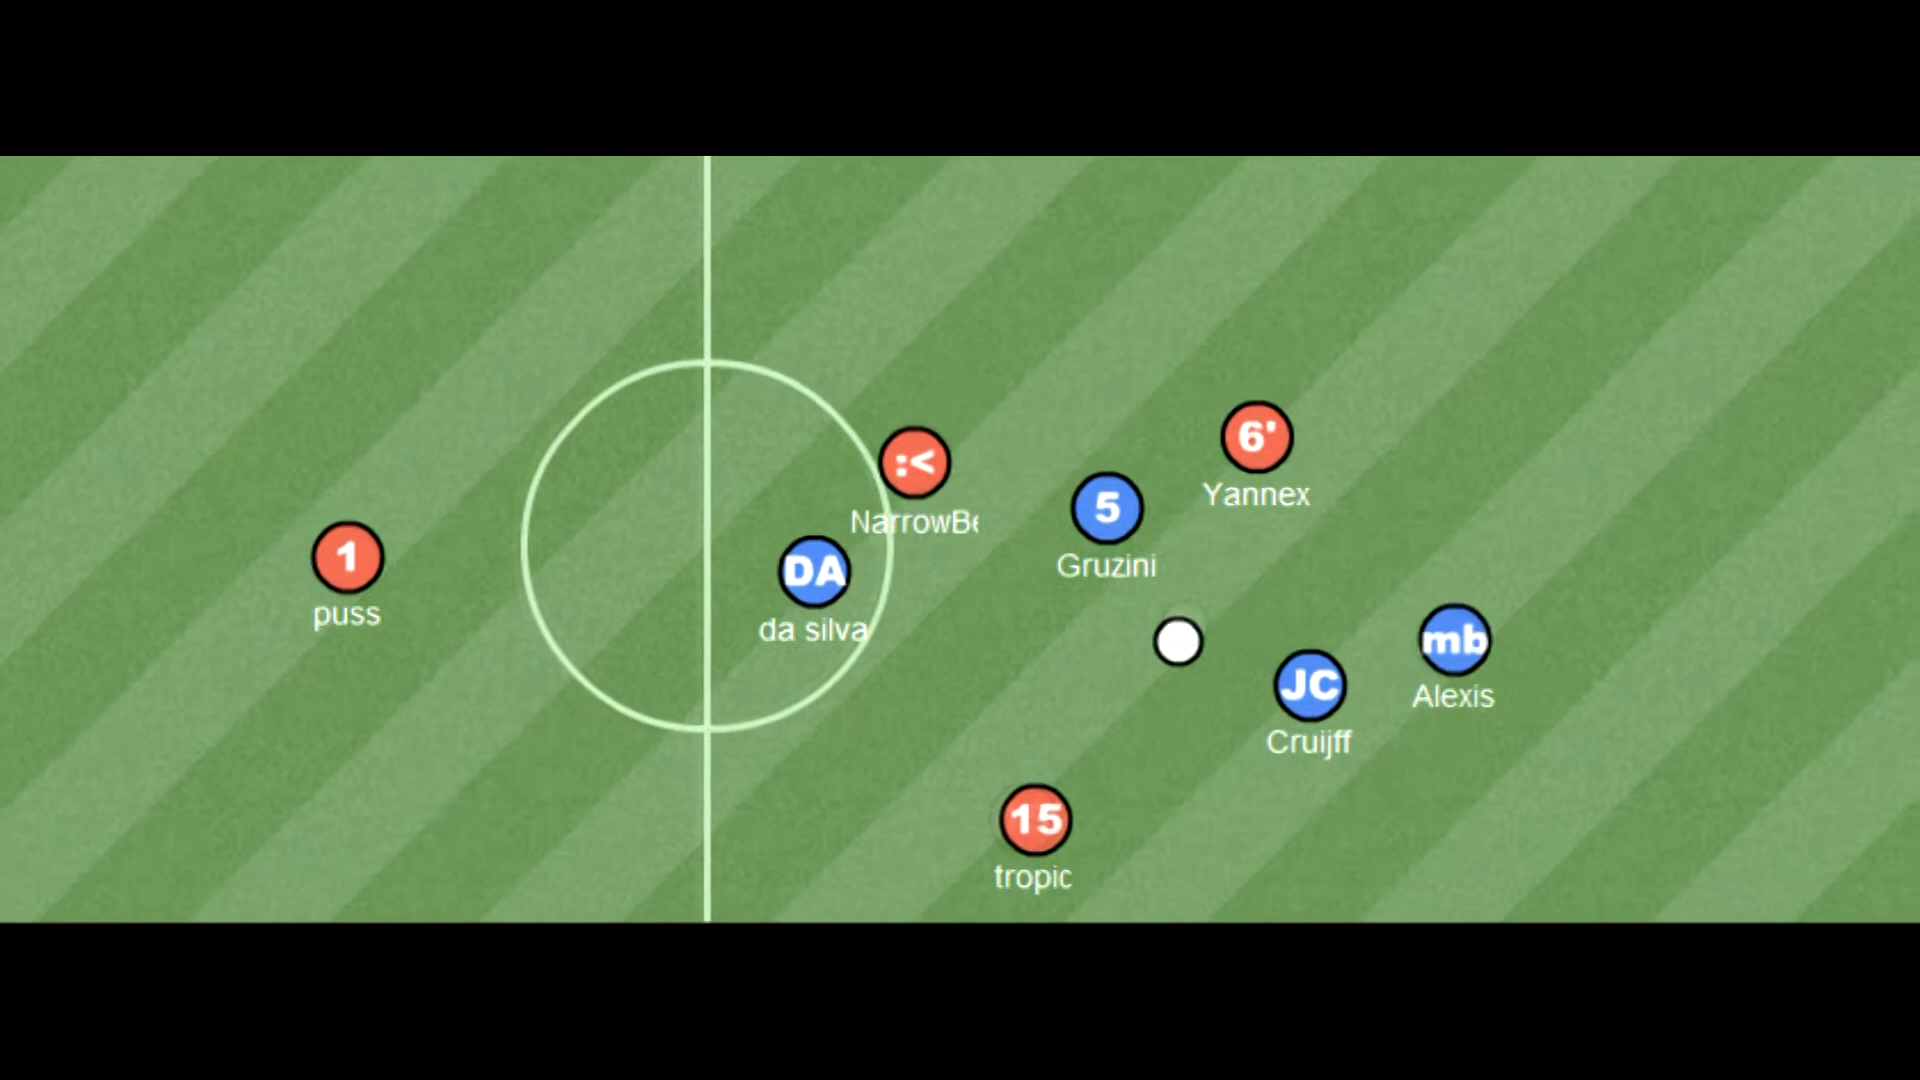 6'
Yannex
:<
NarrowBe
5
Gruzini
1
puss
DA
da silva
mb
Alexis
JC
Cruijff
15
tropic